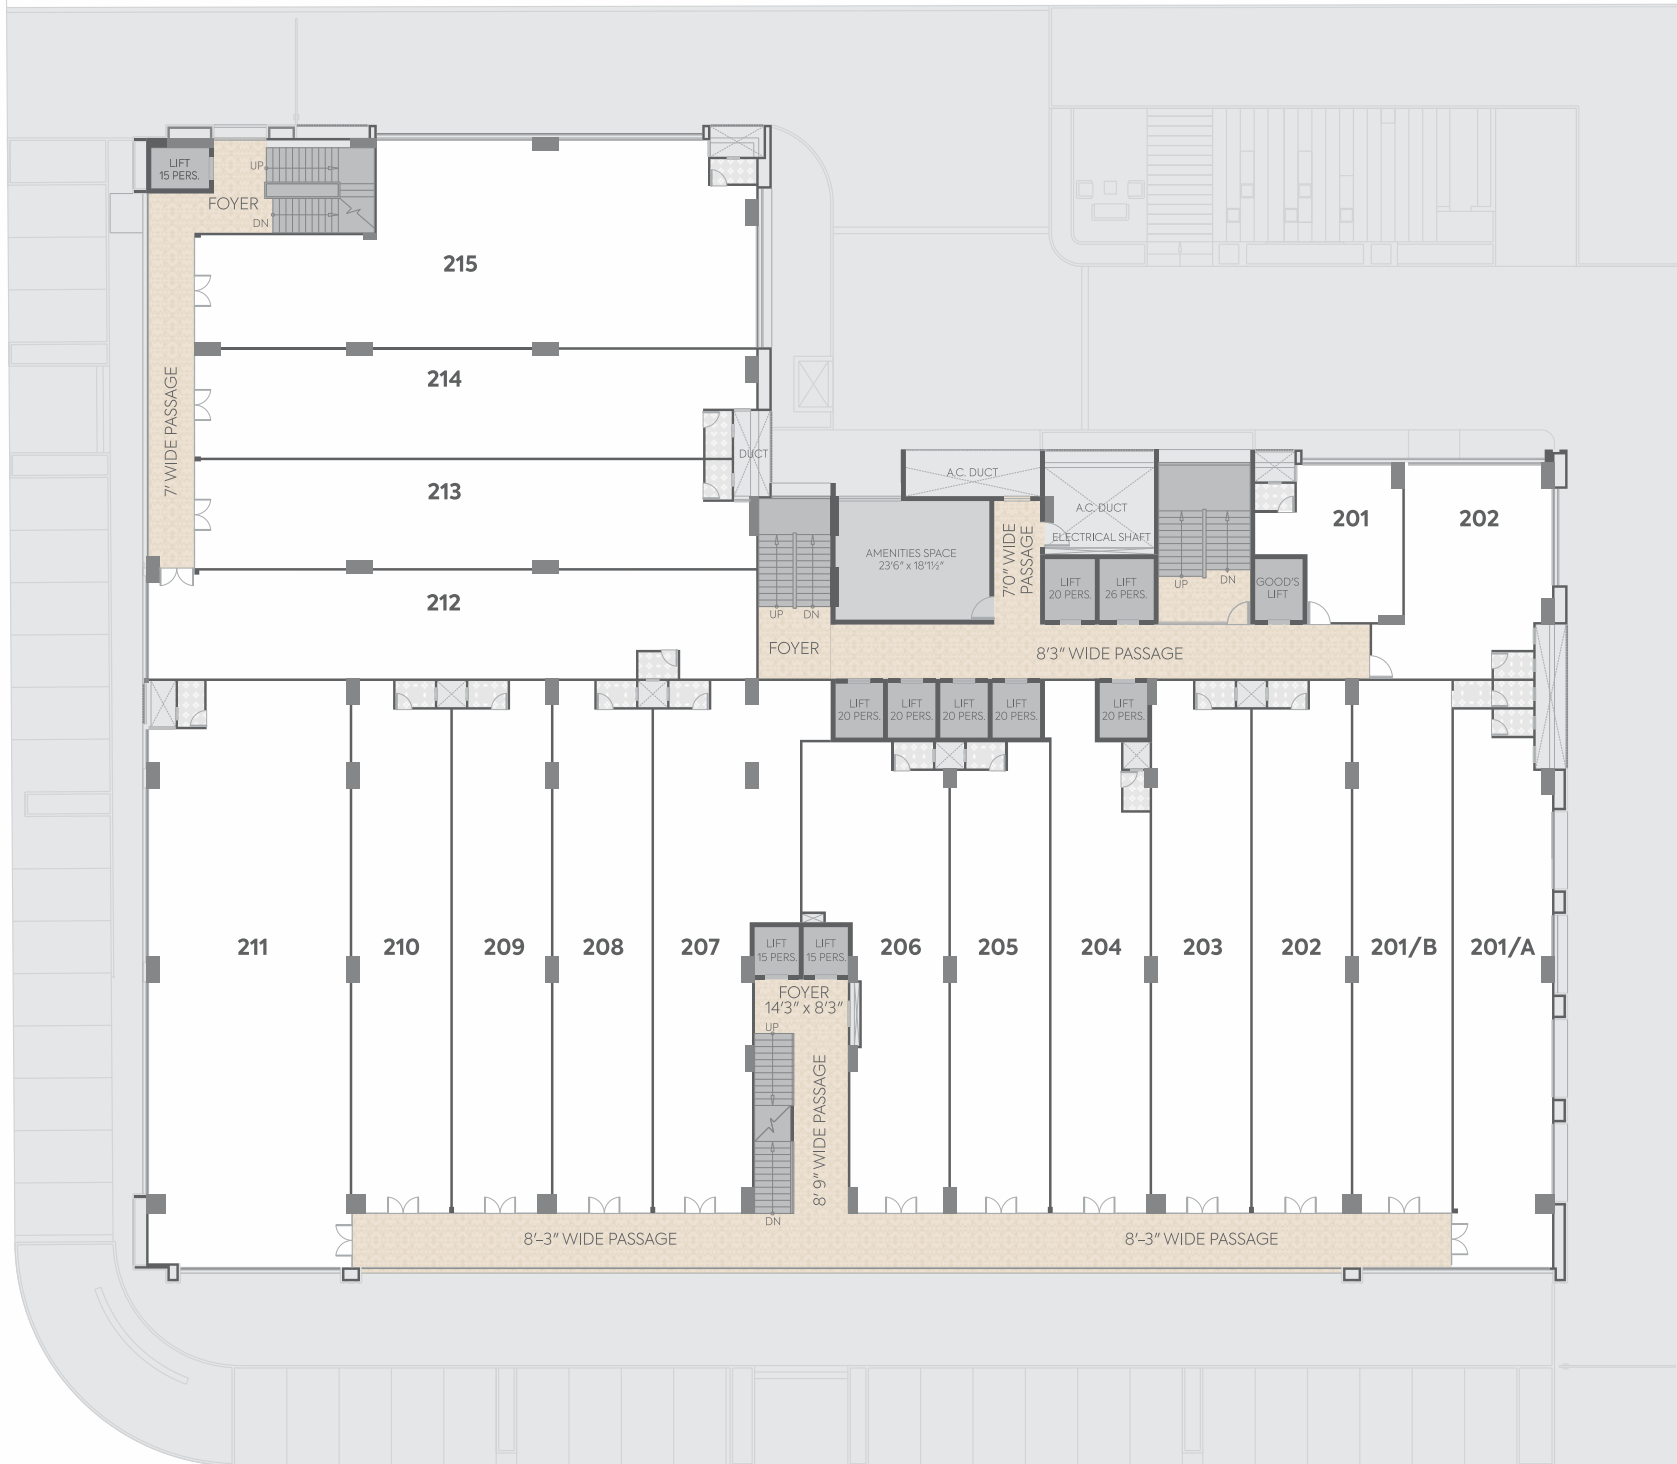 LIFT
15 PERS.
UP
FOYER
DN
215
7' WIDE PASSAGE
214
DUCT
213
212
UP DN
FOYER
A.C. DUCT
AMENITIES SPACE
23'6" x 18'1½"
7'0" WIDE
PASSAGE
A.C. DUCT
ELECTRICAL SHAFT
LIFT
20 PERS.
LIFT
26 PERS.
UP
DN
GOOD'S
LIFT
201
202
8'3" WIDE PASSAGE
LIFT
20 PERS.
LIFT
20 PERS.
LIFT
20 PERS.
LIFT
20 PERS.
LIFT
20 PERS.
211
210
209
208
207
LIFT
15 PERS.
LIFT
15 PERS.
206
205
204
203
202
201/B
201/A
FOYER
14'3" x 8'3"
UP
8' 9" WIDE PASSAGE
DN
8'–3" WIDE PASSAGE
8'–3" WIDE PASSAGE